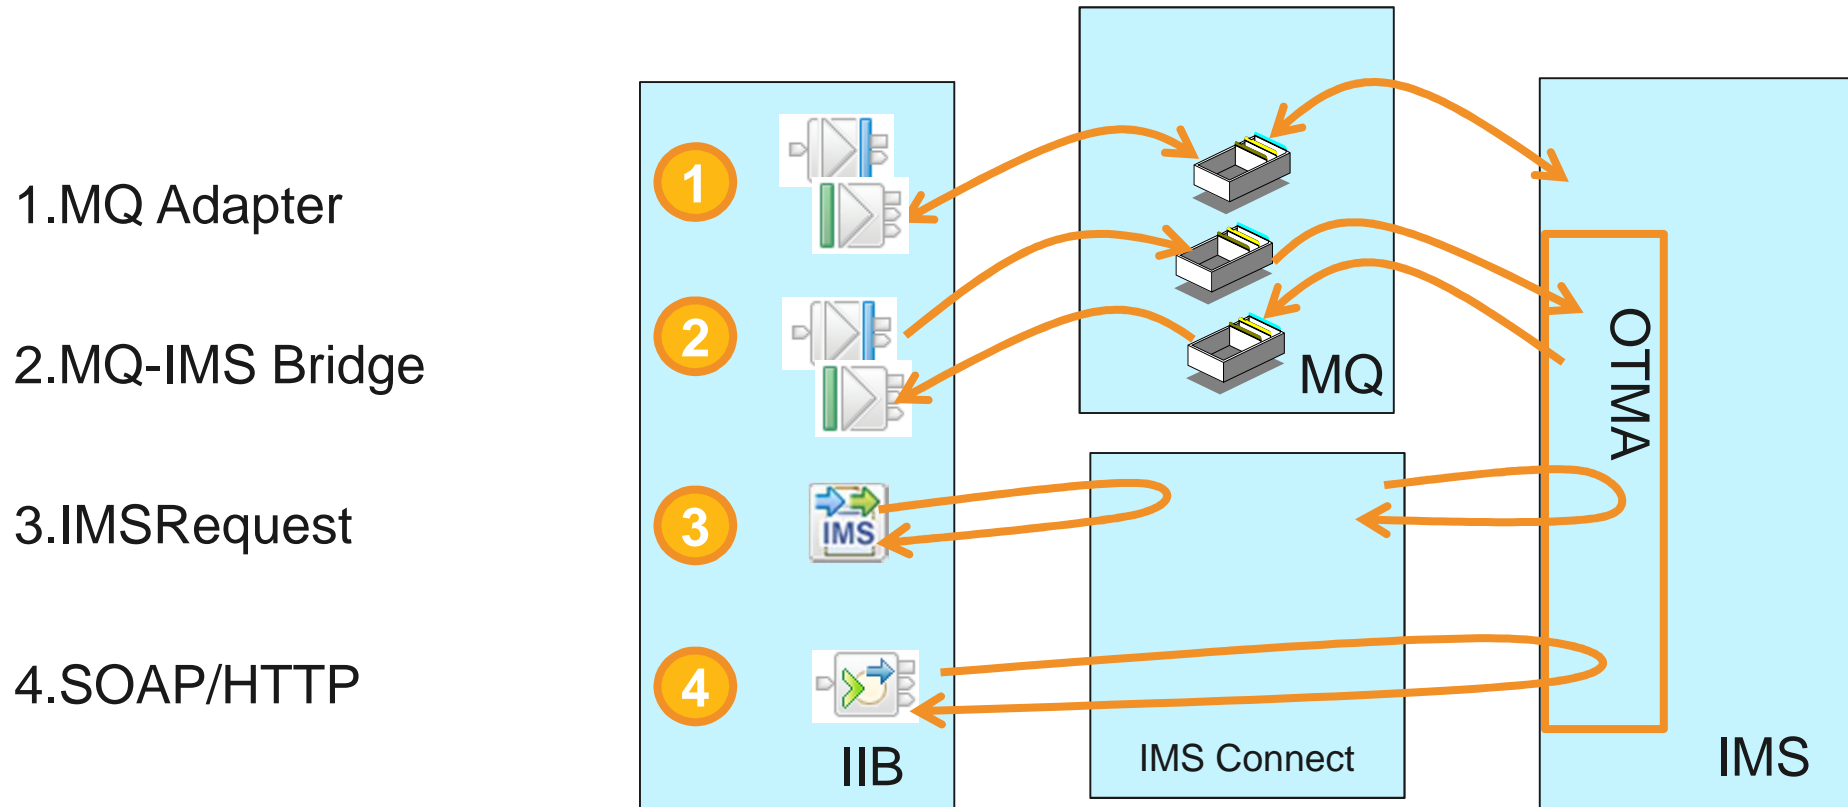 1.MQ Adapter
2.MQ-IMS Bridge
3.IMSRequest
4.SOAP/HTTP
1
2
3
IMS
4
IIB
MQ
IMS Connect
OTMA
IMS